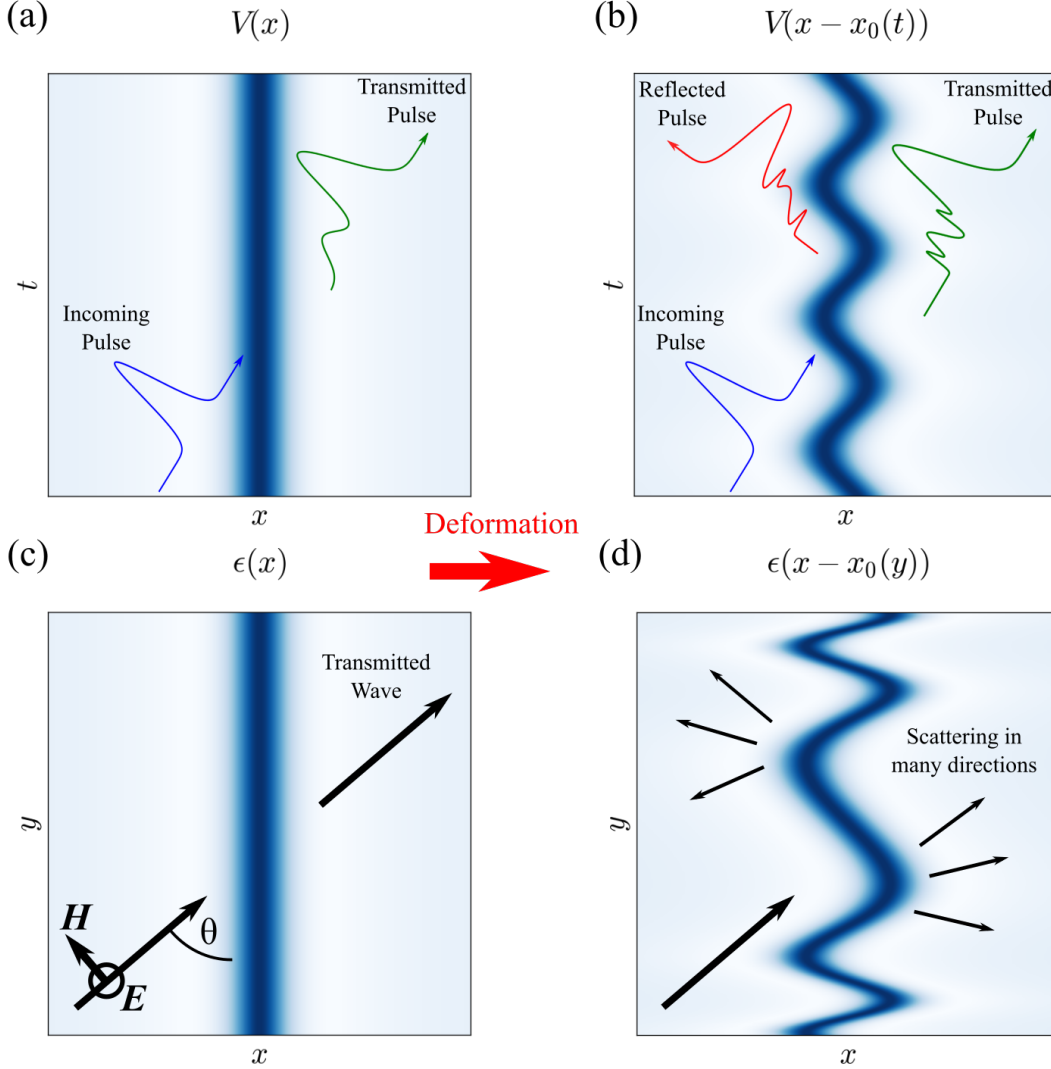 (a)
V(x)
Transmitted
Pulse
Incoming
Pulse
t
x
(b)
V(x − x₀(t))
Reflected
Pulse
Transmitted
Pulse
Incoming
Pulse
t
x
Deformation
(c)
ϵ(x)
Transmitted
Wave
H
E
θ
y
x
(d)
ϵ(x − x₀(y))
Scattering in
many directions
y
x